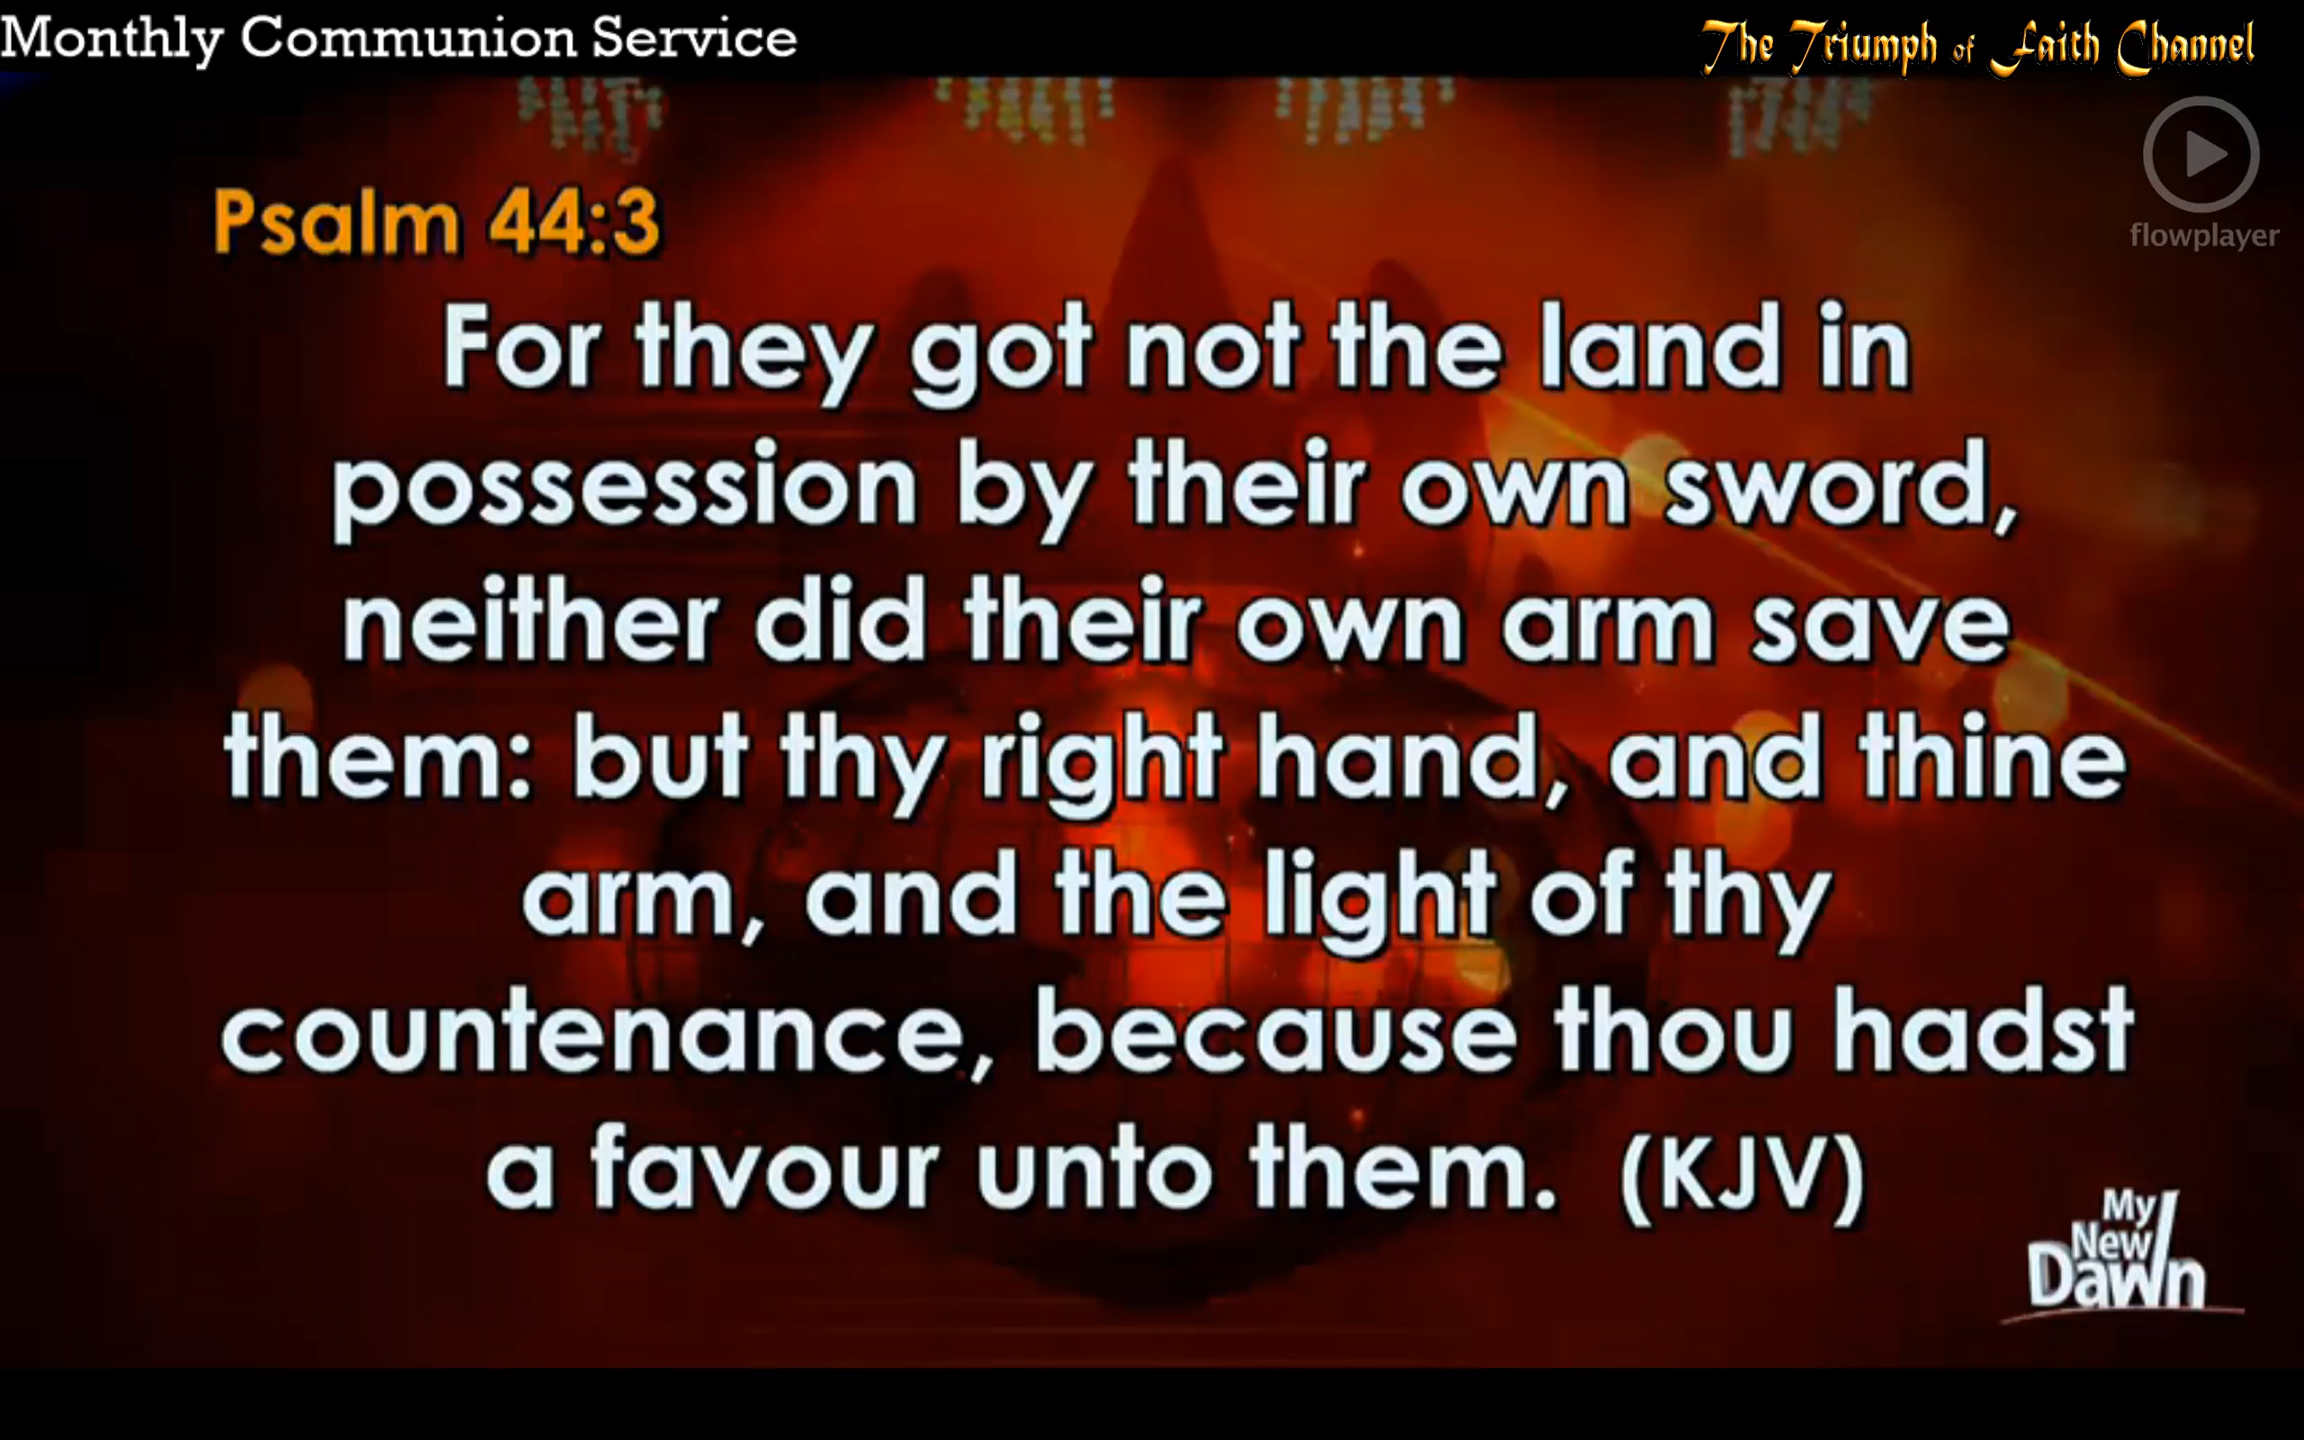 Monthly Communion Service
The Triumph of Faith Channel
flowplayer
Psalm 44:3
For they got not the land in
possession by their own sword,
neither did their own arm save
them: but thy right hand, and thine
arm, and the light of thy
countenance, because thou hadst
a favour unto them. (KJV)
My
New
Dawn